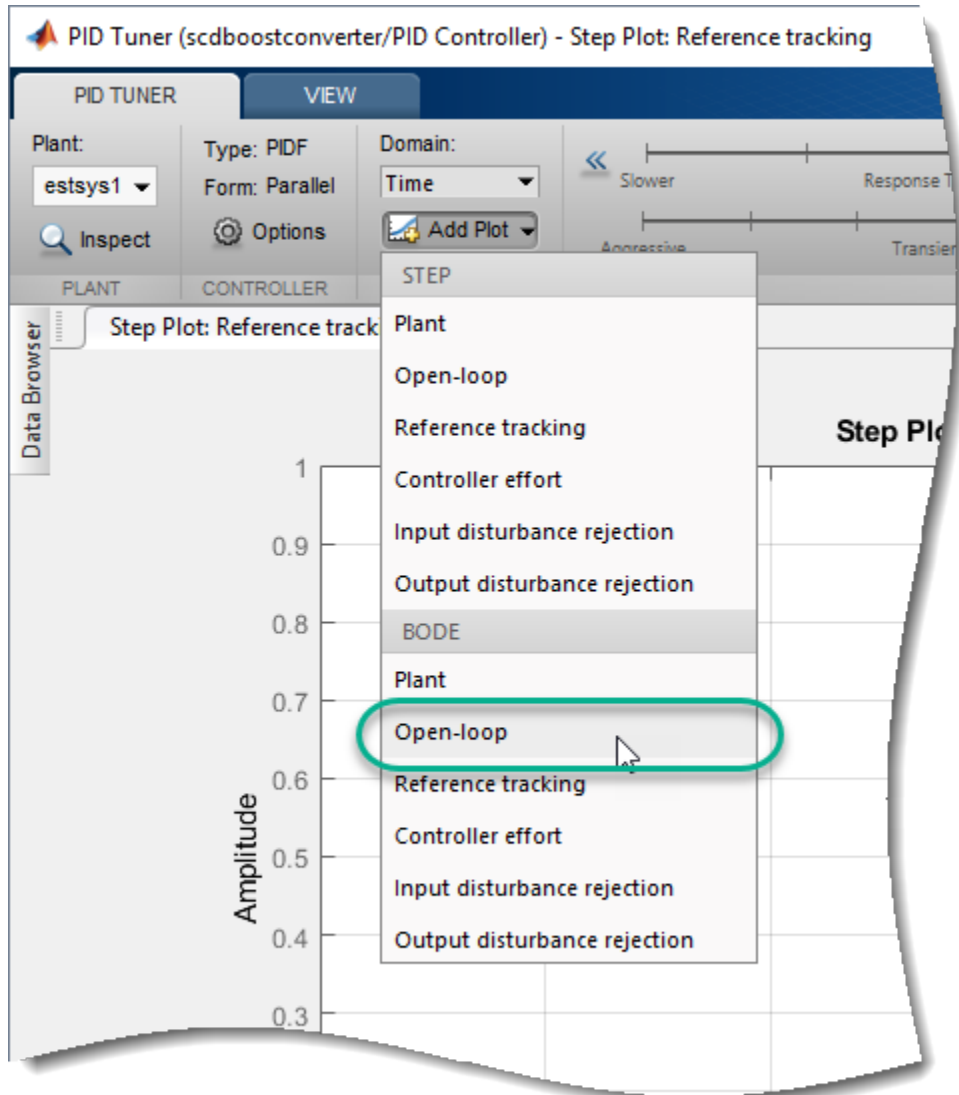 PID Tuner (scdboostconverter/PID Controller) - Step Plot: Reference tracking
PID TUNER
VIEW
Plant:
estsys1
Inspect
PLANT
Type: PIDF
Form: Parallel
Options
CONTROLLER
Domain:
Time
Add Plot
Slower
Response T
Aggressive
Transier
STEP
Plant
Open-loop
Reference tracking
Controller effort
Input disturbance rejection
Output disturbance rejection
BODE
Plant
Open-loop
Reference tracking
Controller effort
Input disturbance rejection
Output disturbance rejection
Data Browser
Step Plot: Reference track
Step Plo
1
0.9
0.8
0.7
0.6
0.5
0.4
0.3
Amplitude